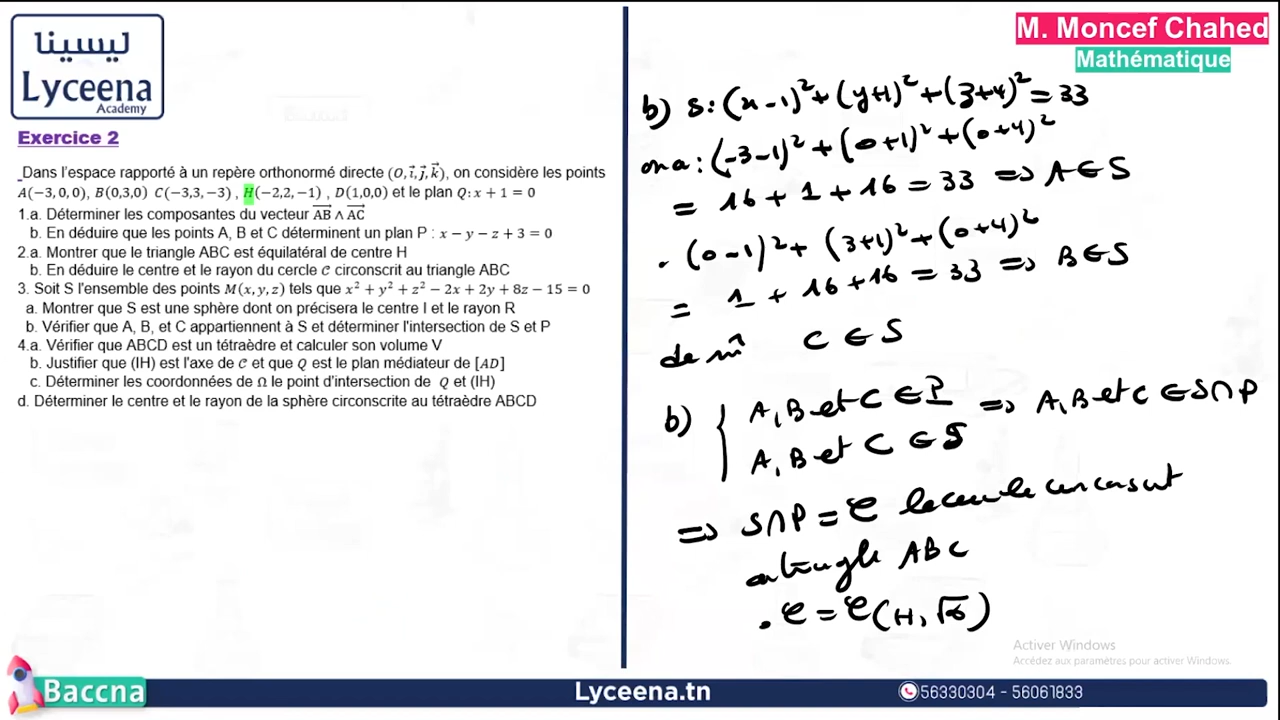 ليسينا
Lyceena
Academy
M. Moncef Chahed
Mathématique
Exercice 2
Dans l'espace rapporté à un repère orthonormé directe (O, i⃗, j⃗, k⃗), on considère les points
A(−3,0,0), B(0,3,0) C(−3,3,−3) , H(−2,2,−1) , D(1,0,0) et le plan Q: x + 1 = 0
1.a. Déterminer les composantes du vecteur AB⃗ ∧ AC⃗
b. En déduire que les points A, B et C déterminent un plan P : x − y − z + 3 = 0
2.a. Montrer que le triangle ABC est équilatéral de centre H
b. En déduire le centre et le rayon du cercle 𝒞 circonscrit au triangle ABC
3. Soit S l'ensemble des points M(x, y, z) tels que x² + y² + z² − 2x + 2y + 8z − 15 = 0
a. Montrer que S est une sphère dont on précisera le centre I et le rayon R
b. Vérifier que A, B, et C appartiennent à S et déterminer l'intersection de S et P
4.a. Vérifier que ABCD est un tétraèdre et calculer son volume V
b. Justifier que (IH) est l'axe de 𝒞 et que Q est le plan médiateur de [AD]
c. Déterminer les coordonnées de Ω le point d'intersection de Q et (IH)
d. Déterminer le centre et le rayon de la sphère circonscrite au tétraèdre ABCD
b) S: (x-1)² + (y+1)² + (z+4)² = 33
on a : (-3-1)² + (0+1)² + (0+4)²
= 16 + 1 + 16 = 33 ⇒ A ∈ S
. (0-1)² + (3+1)² + (0+4)²
= 1 + 16 + 16 = 33 ⇒ B ∈ S
de m̂ C ∈ S
b) { A, B et C ∈ P ⇒ A, B et C ∈ S∩P
A, B et C ∈ S
⇒ S∩P = 𝒞 le cercle circonscrit
au triangle ABC
. 𝒞 = 𝒞(H, √6)
Activer Windows
Accédez aux paramètres pour activer Windows.
Baccna
Lyceena.tn
56330304 - 56061833